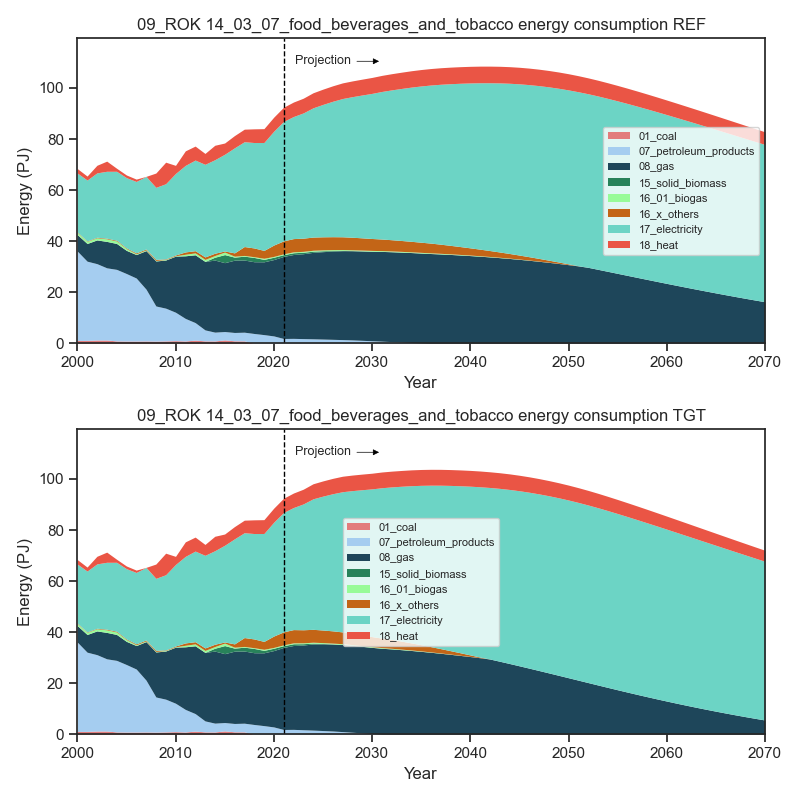 09_ROK 14_03_07_food_beverages_and_tobacco energy consumption REF
Projection
Energy (PJ)
100
80
60
40
20
0
01_coal
07_petroleum_products
08_gas
15_solid_biomass
16_01_biogas
16_x_others
17_electricity
18_heat
2000 2010 2020 2030 2040 2050 2060 2070
Year
09_ROK 14_03_07_food_beverages_and_tobacco energy consumption TGT
Projection
Energy (PJ)
100
80
60
40
20
0
01_coal
07_petroleum_products
08_gas
15_solid_biomass
16_01_biogas
16_x_others
17_electricity
18_heat
2000 2010 2020 2030 2040 2050 2060 2070
Year